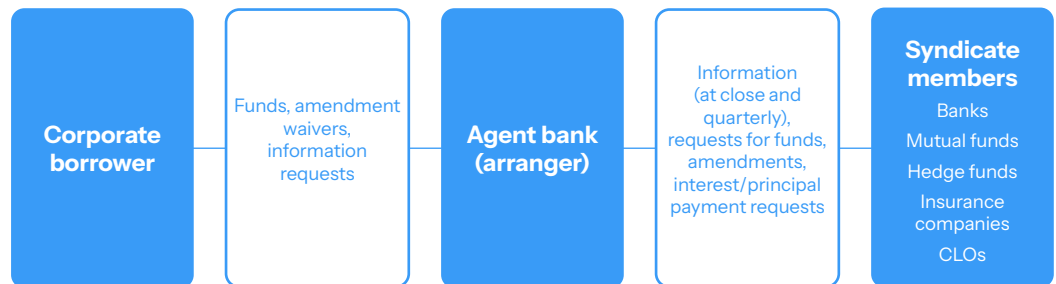 Corporate
borrower
Funds, amendment
waivers,
information
requests
Agent bank
(arranger)
Information
(at close and
quarterly),
requests for funds,
amendments,
interest/principal
payment requests
Syndicate
members
Banks
Mutual funds
Hedge funds
Insurance
companies
CLOs